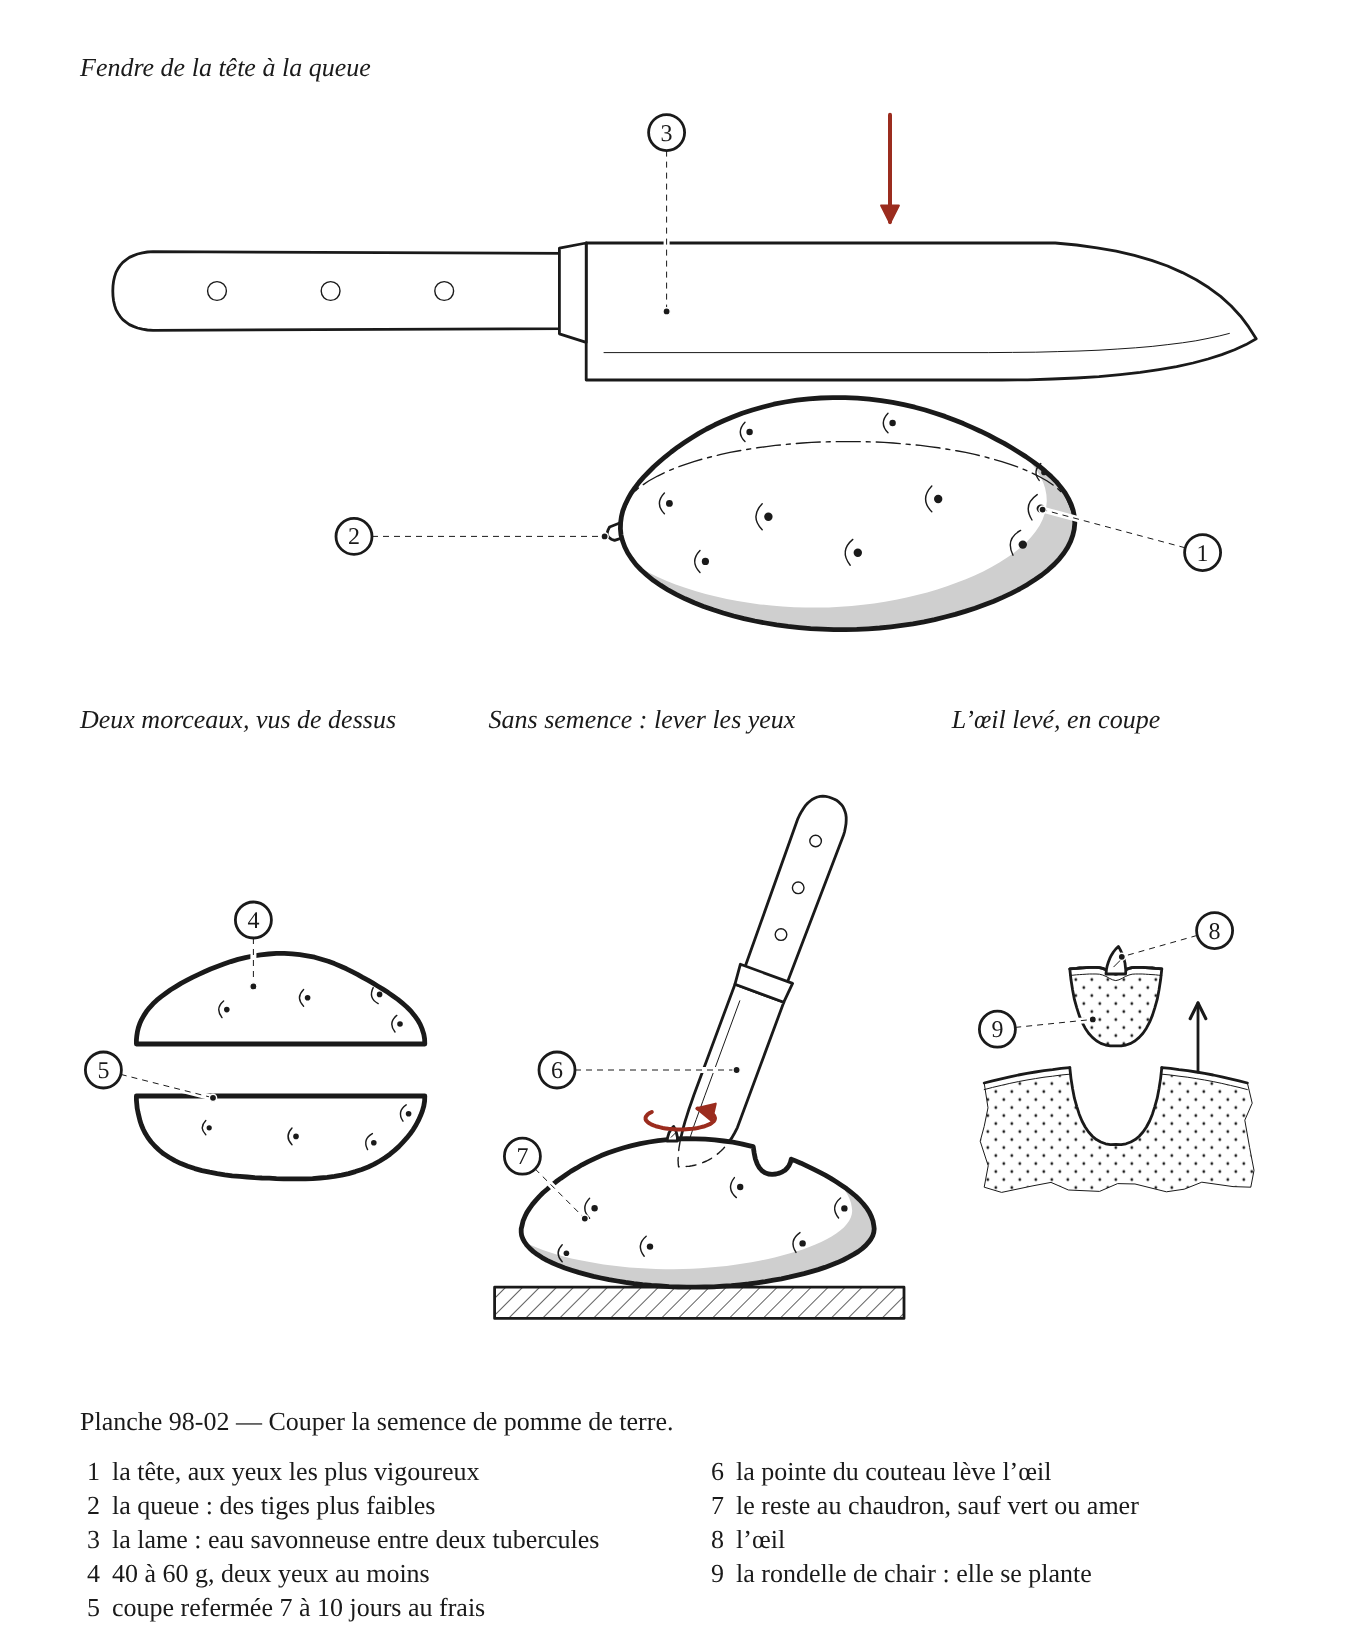 Fendre de la tête à la queue
3
2
1
Deux morceaux, vus de dessus
Sans semence : lever les yeux
L’œil levé, en coupe
4
8
9
5
6
7
Planche 98-02 — Couper la semence de pomme de terre.
1 la tête, aux yeux les plus vigoureux
2 la queue : des tiges plus faibles
3 la lame : eau savonneuse entre deux tubercules
4 40 à 60 g, deux yeux au moins
5 coupe refermée 7 à 10 jours au frais
6 la pointe du couteau lève l’œil
7 le reste au chaudron, sauf vert ou amer
8 l’œil
9 la rondelle de chair : elle se plante